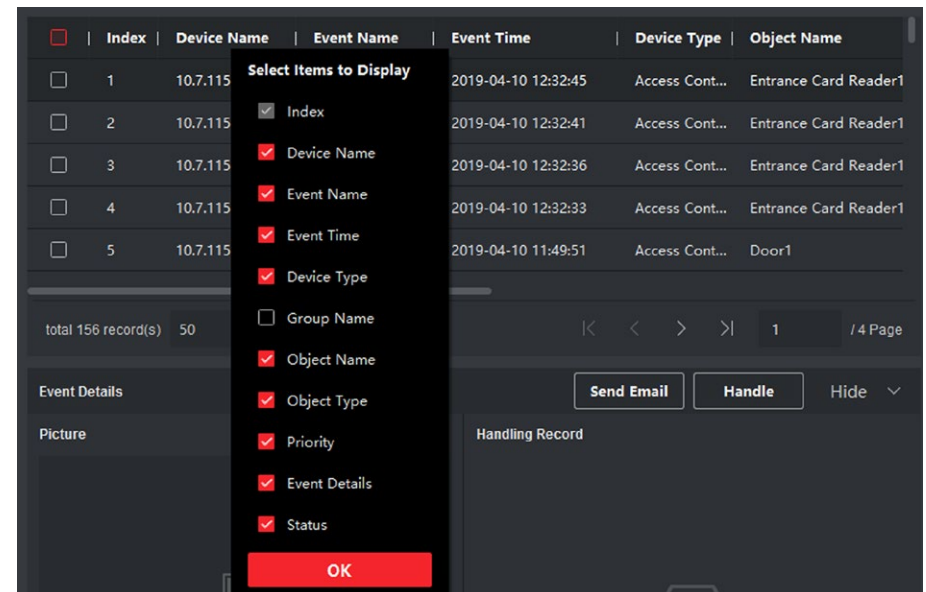 Index | Device Name | Event Name | Event Time | Device Type | Object Name
Select Items to Display
1 10.7.115 2019-04-10 12:32:45 Access Cont... Entrance Card Reader1
Index
2 10.7.115 2019-04-10 12:32:41 Access Cont... Entrance Card Reader1
Device Name
3 10.7.115 2019-04-10 12:32:36 Access Cont... Entrance Card Reader1
Event Name
4 10.7.115 2019-04-10 12:32:33 Access Cont... Entrance Card Reader1
Event Time
5 10.7.115 2019-04-10 11:49:51 Access Cont... Door1
Device Type
Group Name
total 156 record(s) 50 1 / 4 Page
Object Name
Event Details Send Email Handle Hide
Object Type
Picture Handling Record
Priority
Event Details
Status
OK